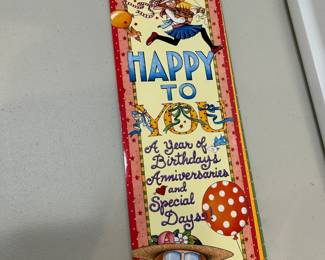 HAPPY
TO
YOU
A Year of
Birthdays
Anniversaries
and
Special
Days!